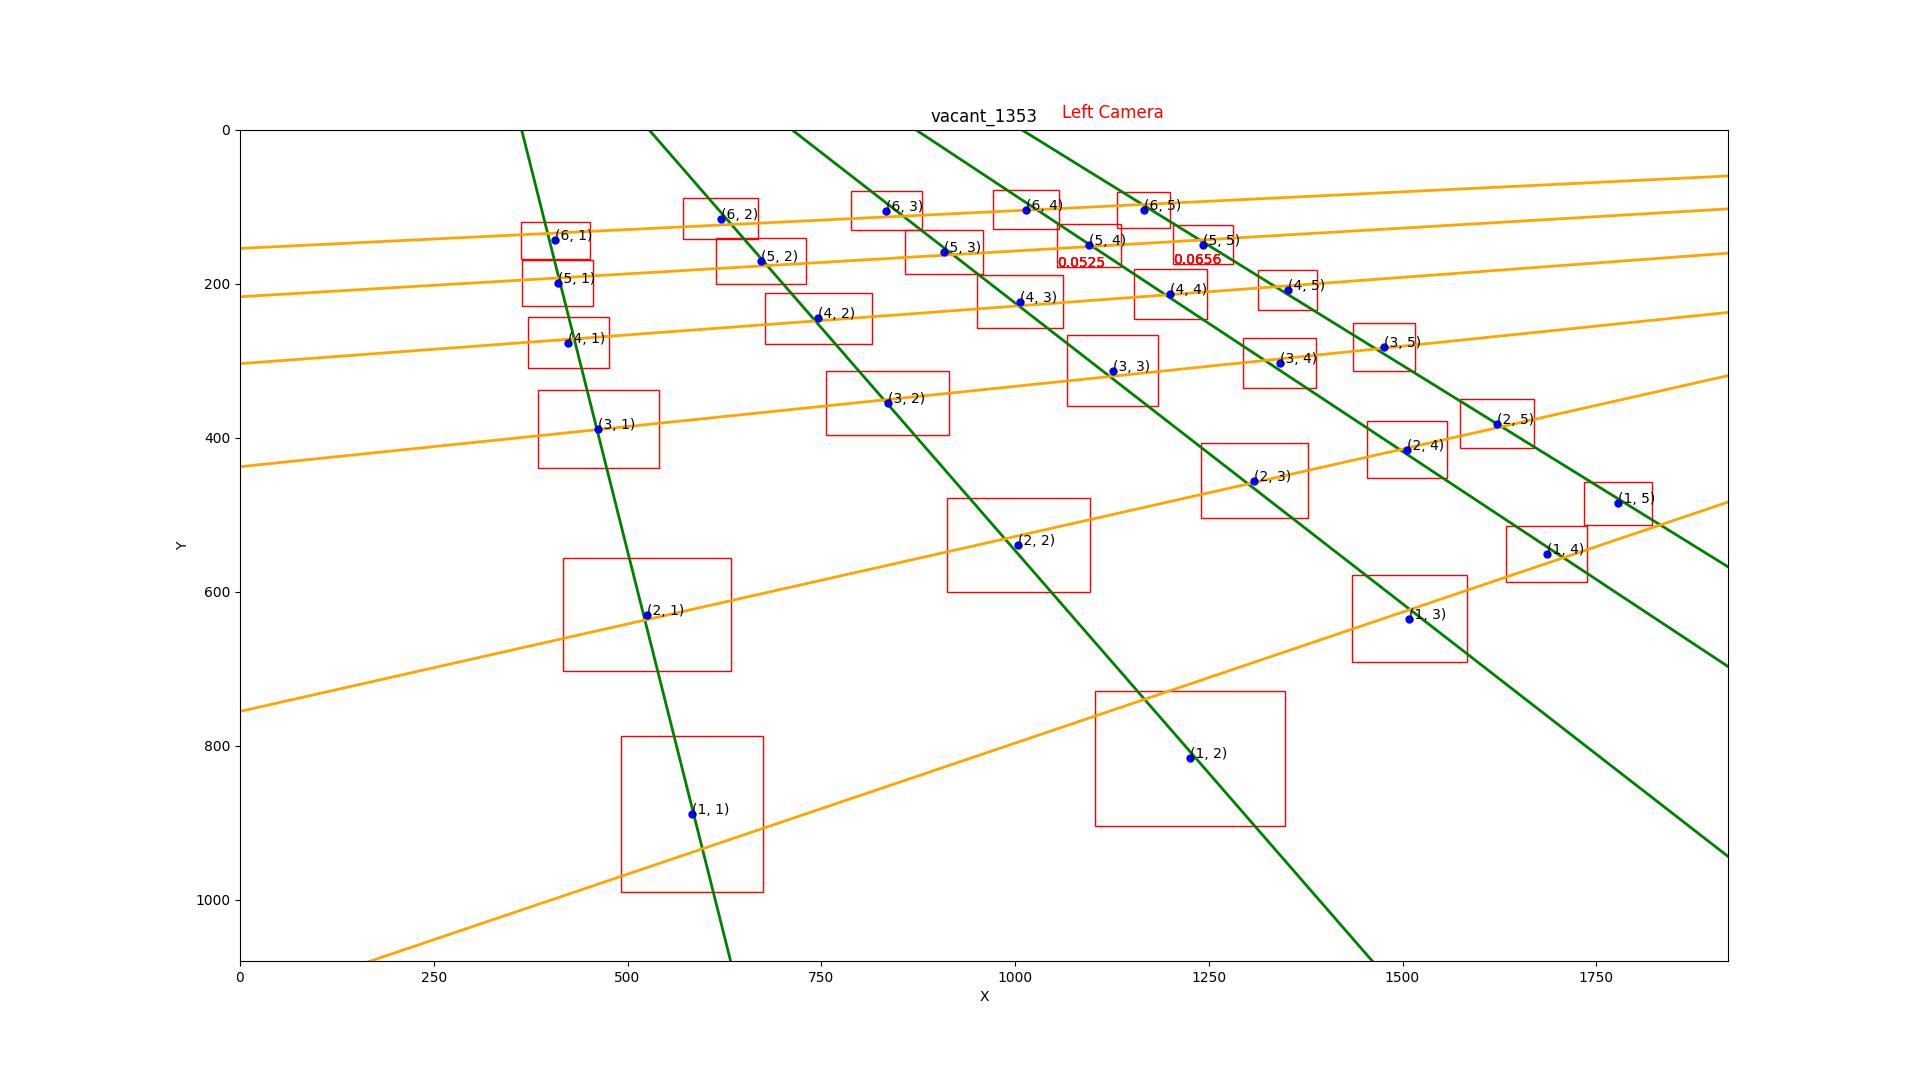 vacant_1353 Left Camera
0
(6, 1) (6, 2) (6, 3) (6, 4) (6, 5)
(5, 1) (5, 2) (5, 3) (5, 4) (5, 5)
0.0525 0.0656
200
(4, 1) (4, 2) (4, 3) (4, 4) (4, 5)
(3, 1) (3, 2) (3, 3) (3, 4) (3, 5)
400
(2, 1) (2, 2) (2, 3) (2, 4) (2, 5)
Y
600
(1, 1) (1, 2) (1, 3) (1, 4) (1, 5)
800
1000
0 250 500 750 1000 1250 1500 1750
X